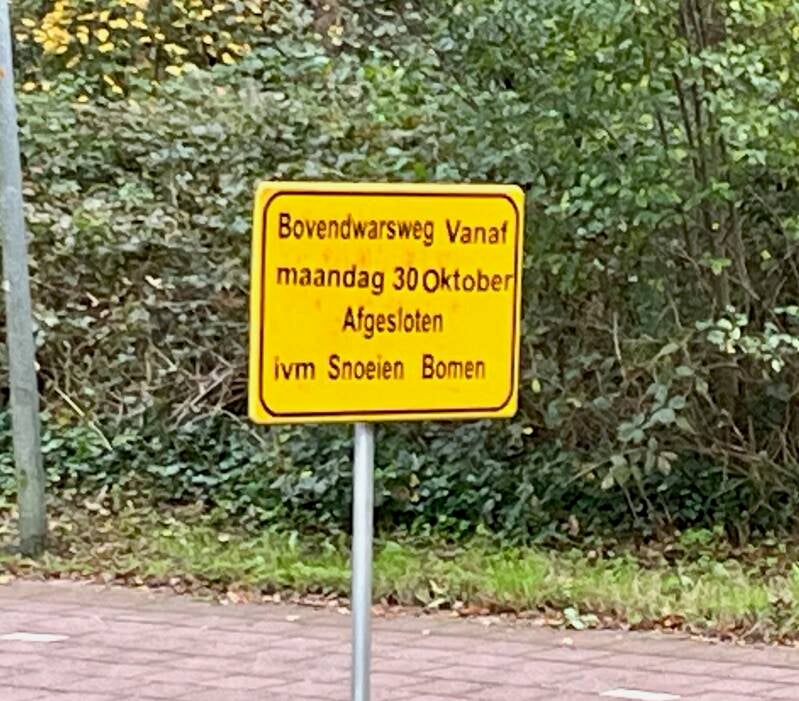 Bovendwarsweg Vanaf
maandag 30 Oktober
Afgesloten
ivm Snoeien Bomen